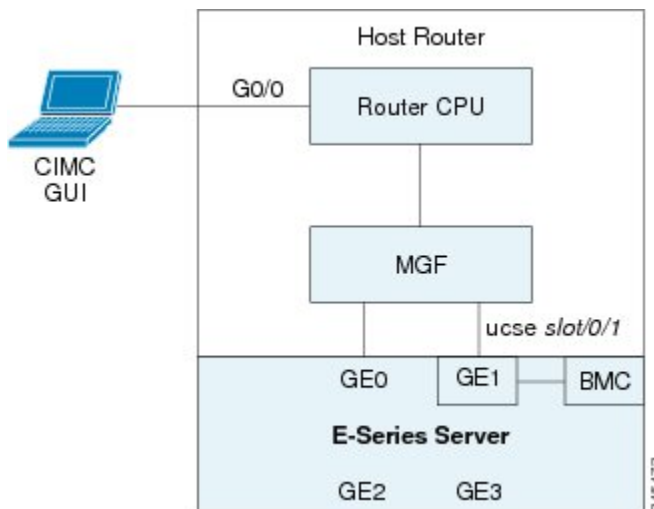 Host Router
G0/0
Router CPU
CIMC
GUI
MGF
ucse slot/0/1
GE0
GE1
BMC
E-Series Server
GE2
GE3